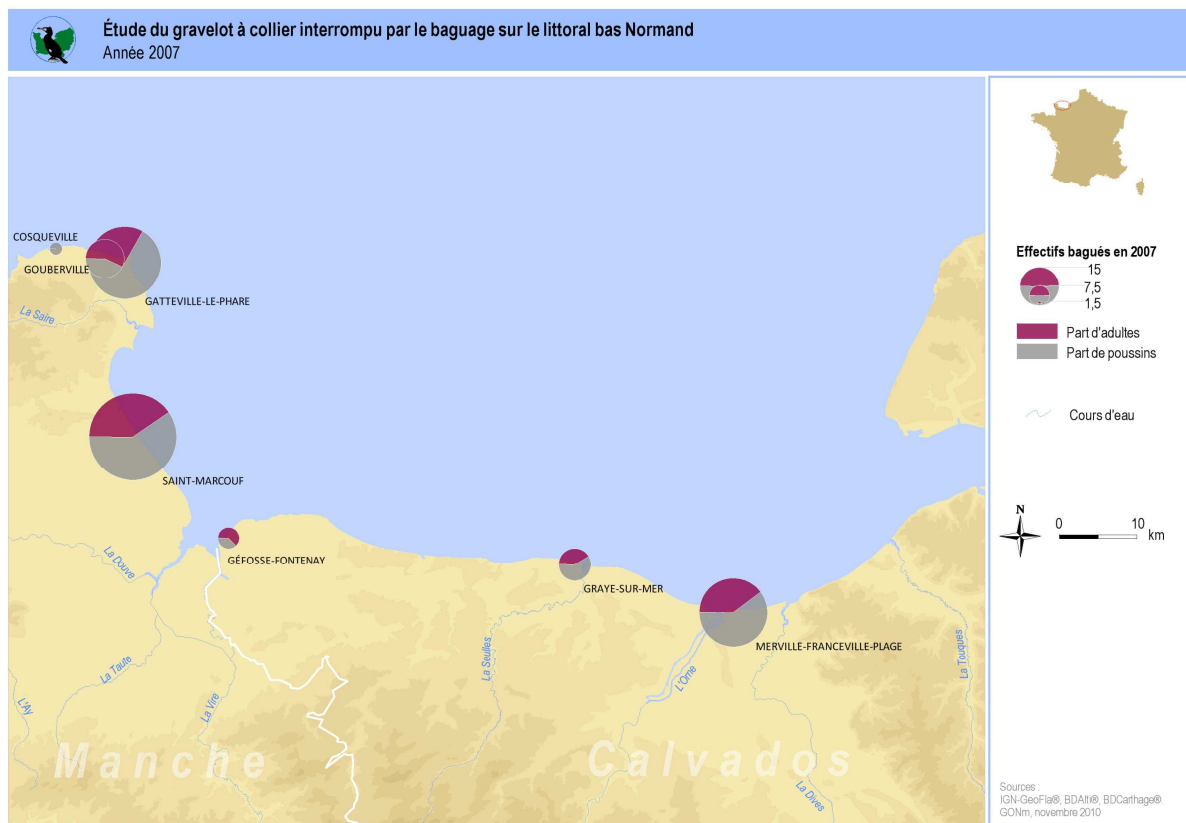 Étude du gravelot à collier interrompu par le baguage sur le littoral bas Normand
Année 2007
COSQUEVILLE
GOUBERVILLE
GATTEVILLE-LE-PHARE
La Saire
SAINT-MARCOUF
GÉFOSSE-FONTENAY
GRAYE-SUR-MER
MERVILLE-FRANCEVILLE-PLAGE
La Douve
La Taute
L'Ay
La Vire
La Seulles
L'Orne
La Dives
La Touques
Manche
Calvados
Effectifs bagués en 2007
15
7,5
1,5
Part d'adultes
Part de poussins
Cours d'eau
N
0 10
km
Sources :
IGN-GeoFla®, BDAlti®, BDCarthage®
GONm, novembre 2010